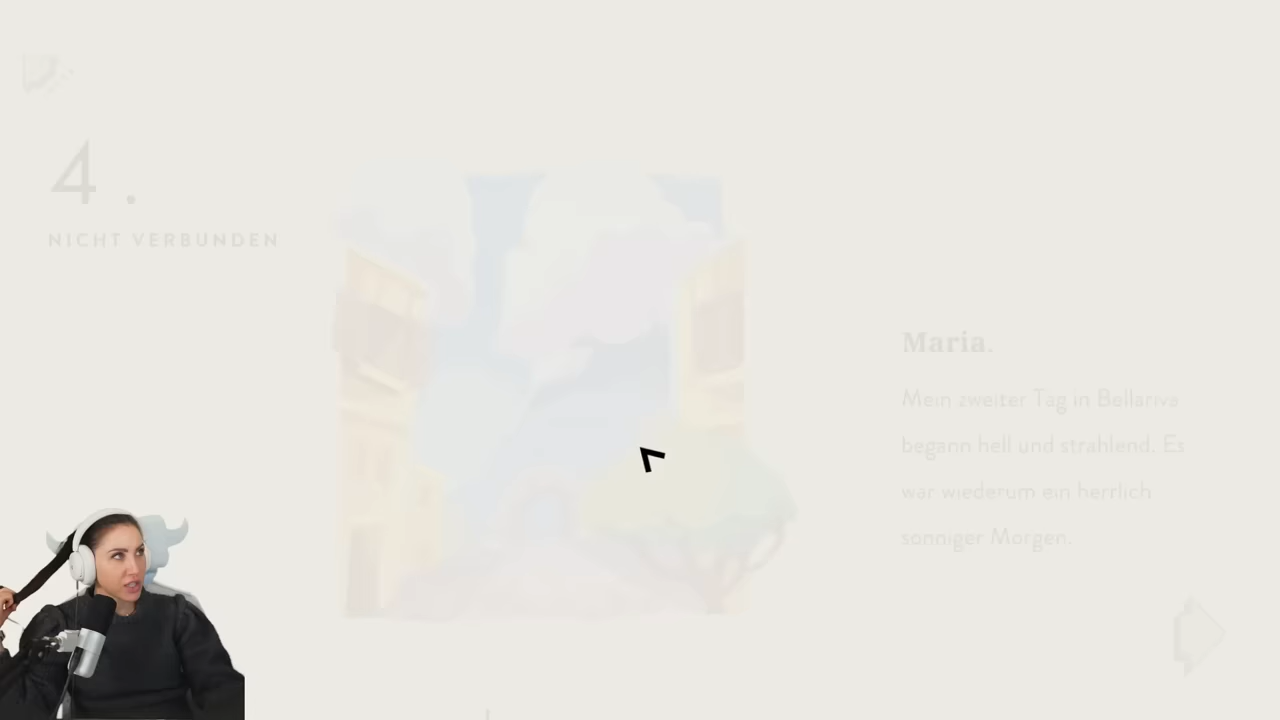 4.
NICHT VERBUNDEN
Maria.
Mein zweiter Tag in Bellariva
begann hell und strahlend. Es
war wiederum ein herrlich
sonniger Morgen.